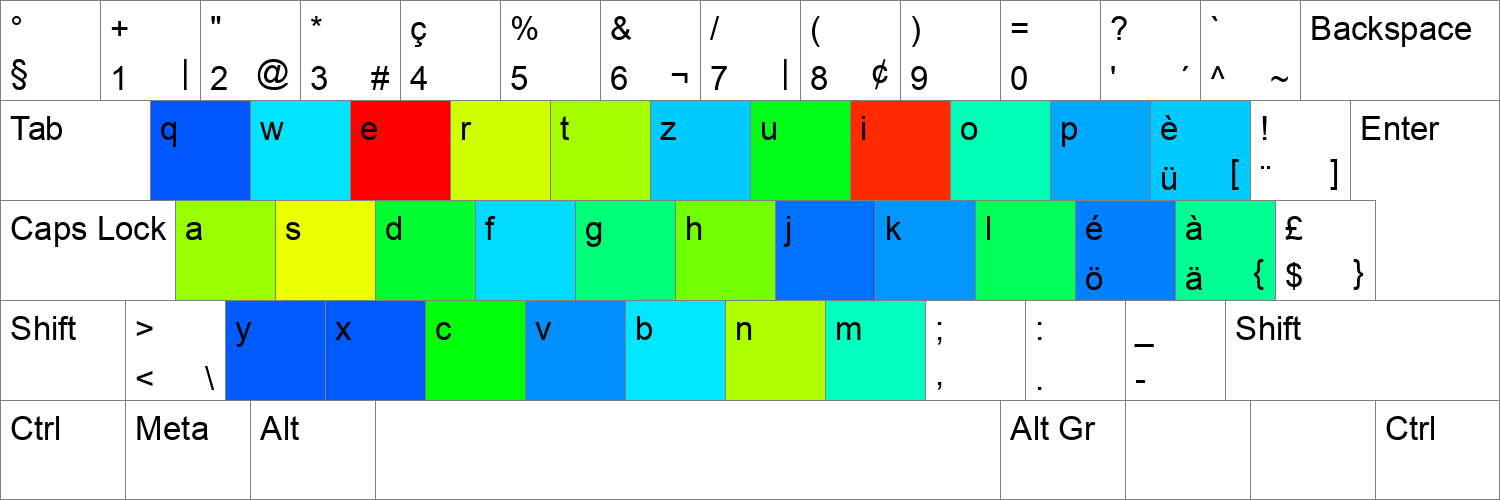 ° + " * ç % & / ( ) = ? ` Backspace
§ 1 | 2 @ 3 # 4 5 6 ¬ 7 | 8 ¢ 9 0 ' ´ ^ ~
Tab q w e r t z u i o p è ! Enter
ü [ ¨ ]
Caps Lock a s d f g h j k l é à £
ö ä { $ }
Shift > y x c v b n m ; : _ Shift
< \ , . -
Ctrl Meta Alt Alt Gr Ctrl